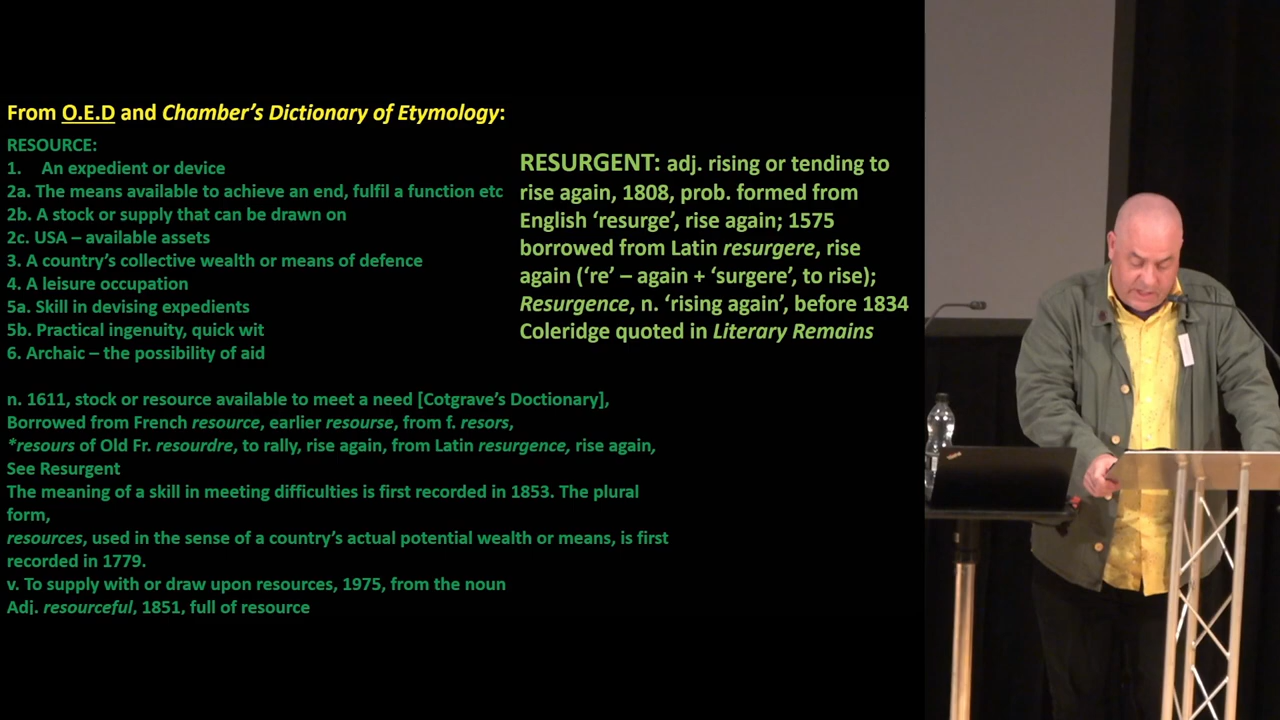 From O.E.D and Chamber's Dictionary of Etymology:
RESOURCE:
1. An expedient or device
2a. The means available to achieve an end, fulfil a function etc
2b. A stock or supply that can be drawn on
2c. USA – available assets
3. A country's collective wealth or means of defence
4. A leisure occupation
5a. Skill in devising expedients
5b. Practical ingenuity, quick wit
6. Archaic – the possibility of aid
n. 1611, stock or resource available to meet a need [Cotgrave's Doctionary],
Borrowed from French resource, earlier resourse, from f. resors,
*resours of Old Fr. resourdre, to rally, rise again, from Latin resurgence, rise again,
See Resurgent
The meaning of a skill in meeting difficulties is first recorded in 1853. The plural
form,
resources, used in the sense of a country's actual potential wealth or means, is first
recorded in 1779.
v. To supply with or draw upon resources, 1975, from the noun
Adj. resourceful, 1851, full of resource
RESURGENT: adj. rising or tending to
rise again, 1808, prob. formed from
English 'resurge', rise again; 1575
borrowed from Latin resurgere, rise
again ('re' – again + 'surgere', to rise);
Resurgence, n. 'rising again', before 1834
Coleridge quoted in Literary Remains